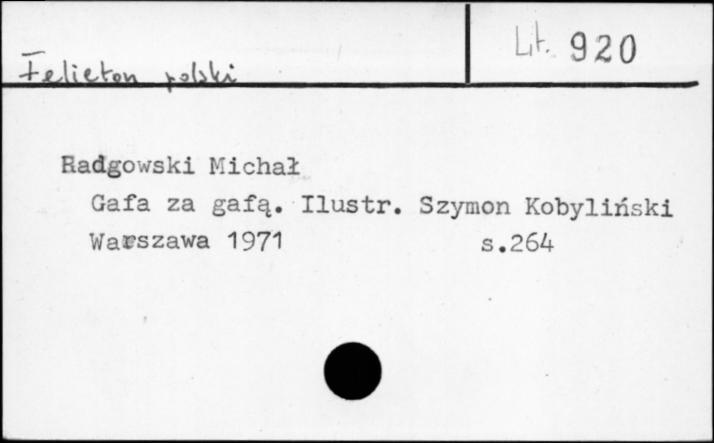 Felieton polski
Lit. 920
Radgowski Michał
Gafa za gafą. Ilustr. Szymon Kobyliński
Warszawa 1971 s.264